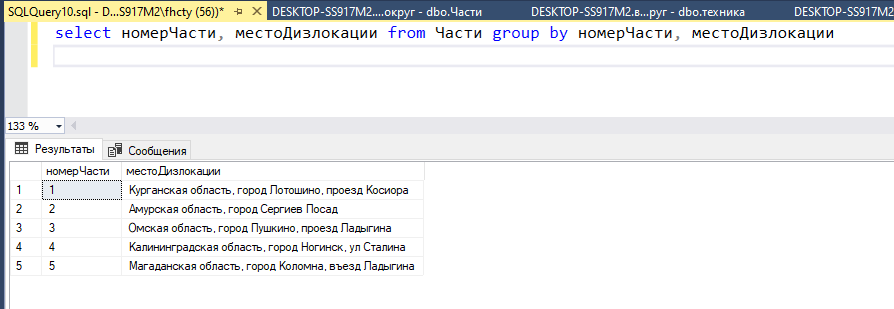 SQLQuery10.sql - D...S917M2\fhcty (56))* DESKTOP-SS917M2....округ - dbo.Части DESKTOP-SS917M2.в...руг - dbo.техника DESKTOP-SS917M2
select номерЧасти, местоДизлокации from Части group by номерЧасти, местоДизлокации
133 %
Результаты Сообщения
номерЧасти местоДизлокации
1 1 Курганская область, город Лотошино, проезд Косиора
2 2 Амурская область, город Сергиев Посад
3 3 Омская область, город Пушкино, проезд Ладыгина
4 4 Калининградская область, город Ногинск, ул Сталина
5 5 Магаданская область, город Коломна, въезд Ладыгина